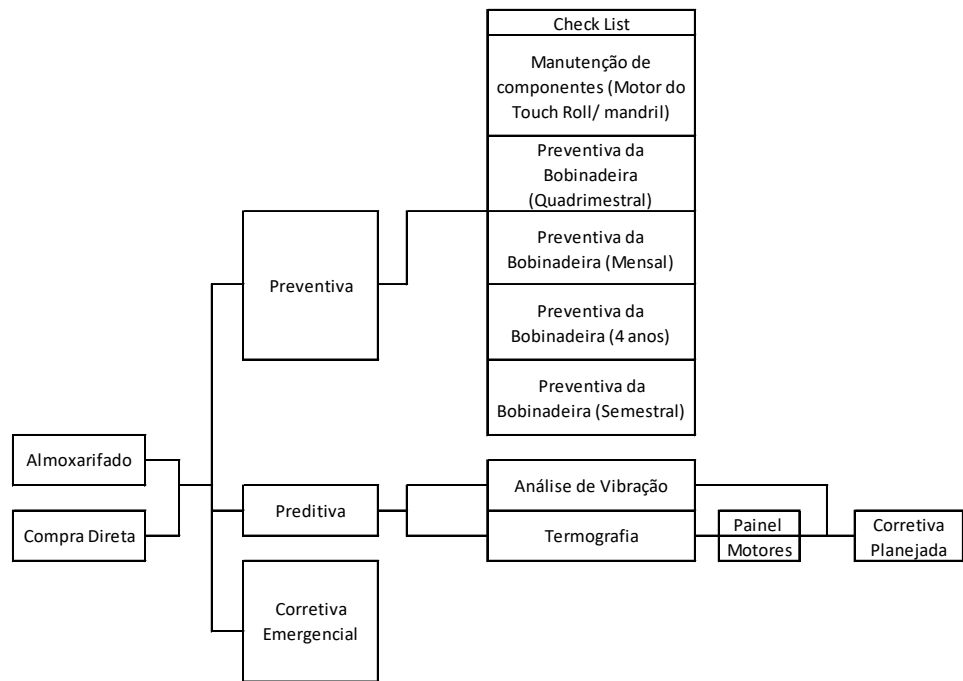 Check List
Manutenção de
componentes (Motor do
Touch Roll/ mandril)
Preventiva da
Bobinadeira
(Quadrimestral)
Preventiva
Preventiva da
Bobinadeira (Mensal)
Preventiva da
Bobinadeira (4 anos)
Preventiva da
Bobinadeira (Semestral)
Almoxarifado
Compra Direta
Preditiva
Análise de Vibração
Termografia
Painel
Motores
Corretiva
Planejada
Corretiva
Emergencial